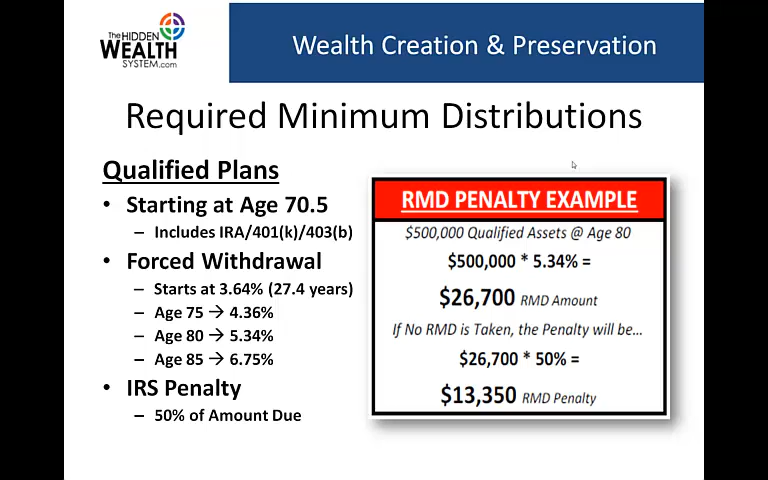 The HIDDEN
WEALTH
SYSTEM.com
Wealth Creation & Preservation
Required Minimum Distributions
Qualified Plans
• Starting at Age 70.5
– Includes IRA/401(k)/403(b)
• Forced Withdrawal
– Starts at 3.64% (27.4 years)
– Age 75 → 4.36%
– Age 80 → 5.34%
– Age 85 → 6.75%
• IRS Penalty
– 50% of Amount Due
RMD PENALTY EXAMPLE
$500,000 Qualified Assets @ Age 80
$500,000 * 5.34% =
$26,700 RMD Amount
If No RMD is Taken, the Penalty will be...
$26,700 * 50% =
$13,350 RMD Penalty